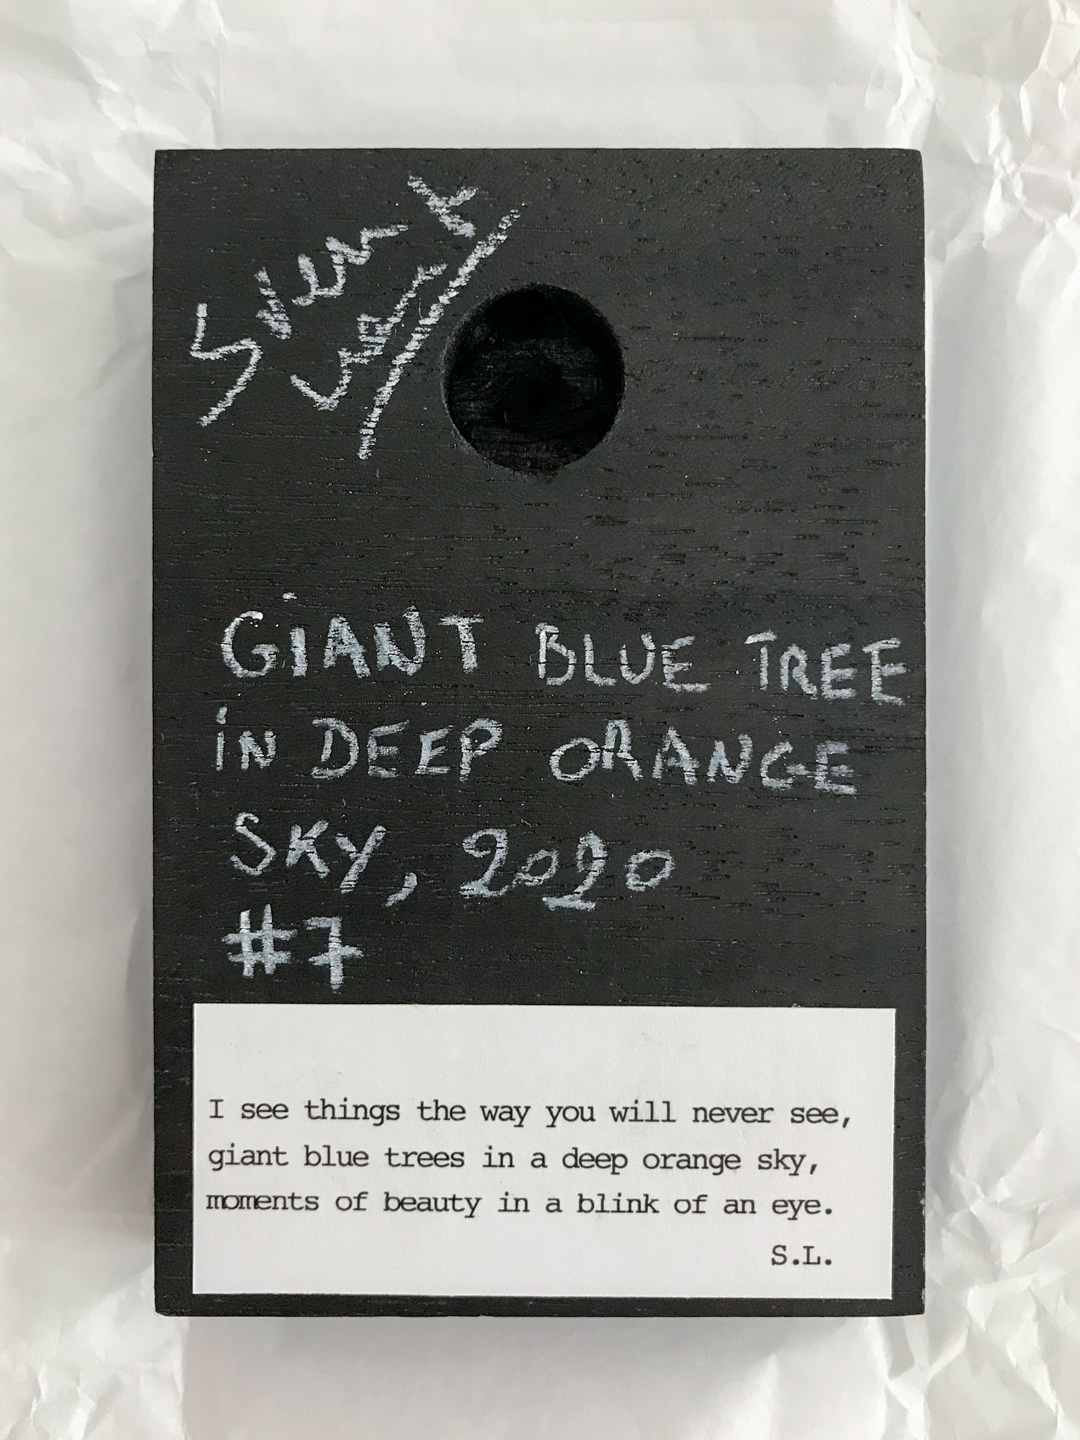 GIANT BLUE TREE
IN DEEP ORANGE
SKY, 2020
#7
I see things the way you will never see,
giant blue trees in a deep orange sky,
moments of beauty in a blink of an eye.
S.L.